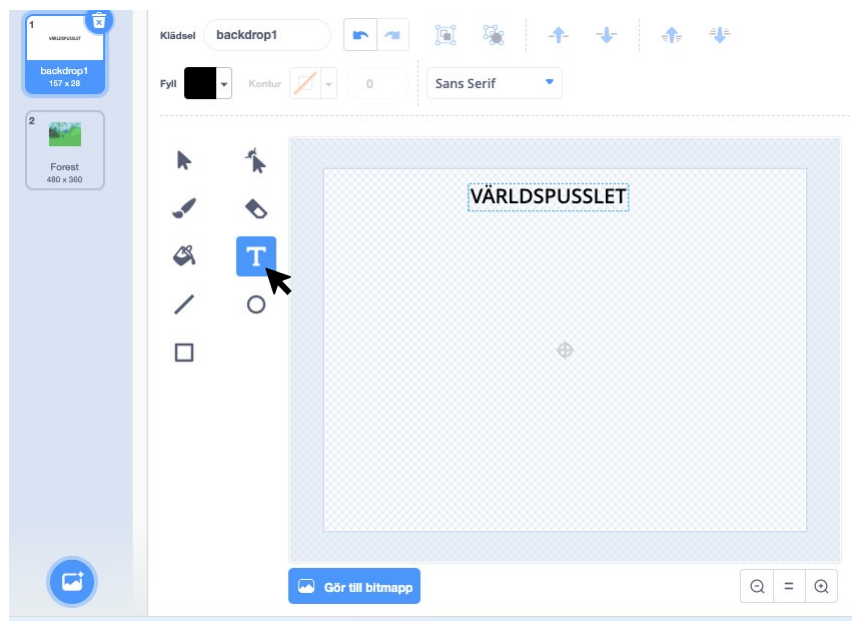 1
VÄRLDSPUSSLET
backdrop1
157 x 28
2
Forest
480 x 360
Klädsel backdrop1
Fyll Kontur 0 Sans Serif
T
VÄRLDSPUSSLET
Gör till bitmapp